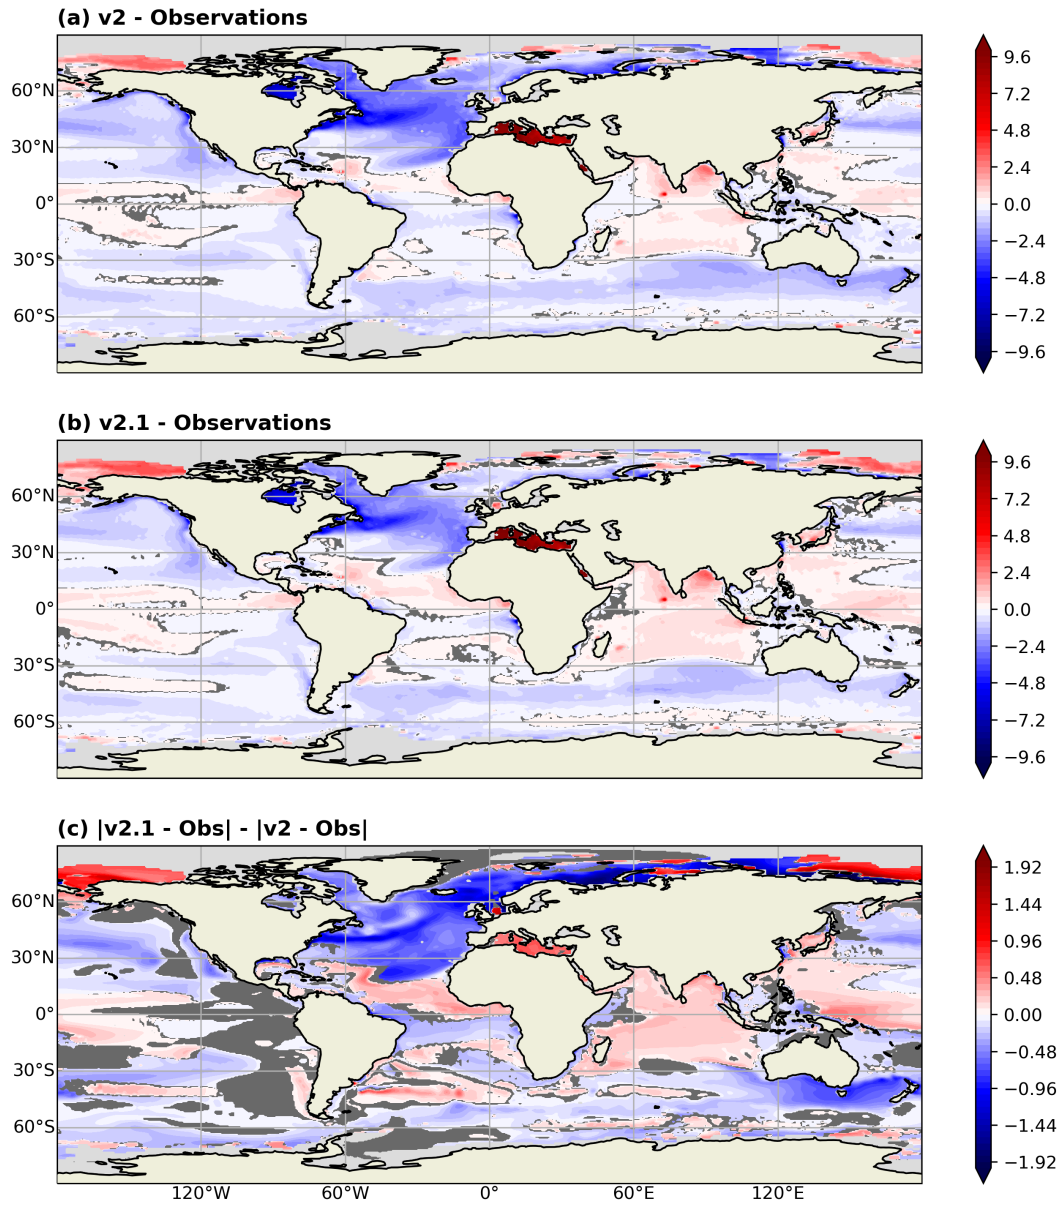 (a) v2 - Observations
60°N
30°N
0°
30°S
60°S
9.6
7.2
4.8
2.4
0.0
−2.4
−4.8
−7.2
−9.6
(b) v2.1 - Observations
60°N
30°N
0°
30°S
60°S
9.6
7.2
4.8
2.4
0.0
−2.4
−4.8
−7.2
−9.6
(c) |v2.1 - Obs| - |v2 - Obs|
60°N
30°N
0°
30°S
60°S
120°W 60°W 0° 60°E 120°E
1.92
1.44
0.96
0.48
0.00
−0.48
−0.96
−1.44
−1.92